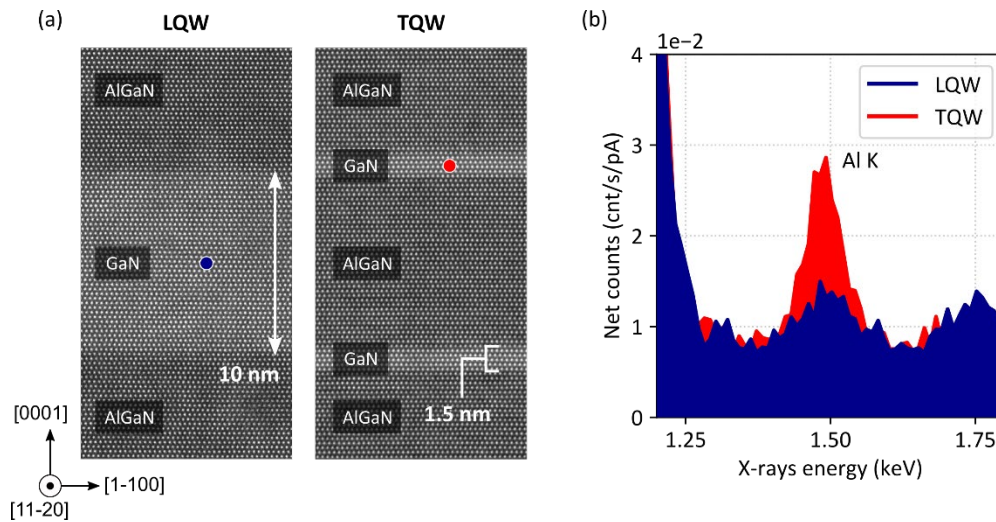 (a)
LQW
TQW
AlGaN
GaN
10 nm
AlGaN
AlGaN
GaN
AlGaN
GaN
1.5 nm
AlGaN
[0001]
[1-100]
[11-20]
(b)
1e−2
4
3
2
1
0
Net counts (cnt/s/pA)
LQW
TQW
Al K
1.25
1.50
1.75
X-rays energy (keV)